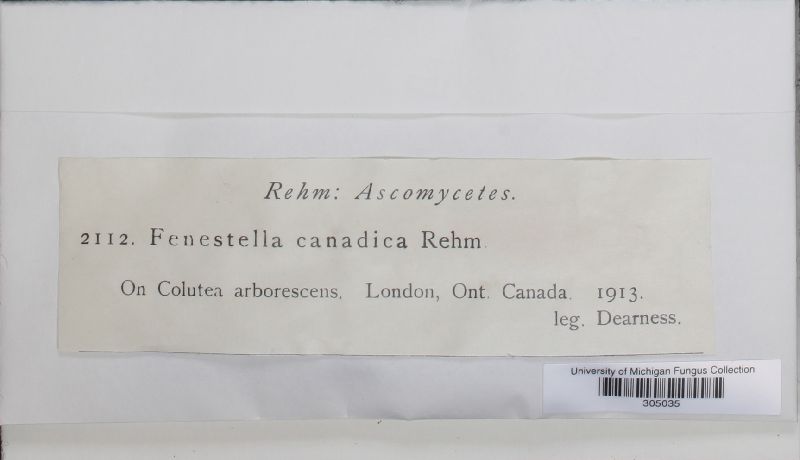 Rehm: Ascomycetes.
2112. Fenestella canadica Rehm
On Colutea arborescens. London, Ont. Canada. 1913.
leg. Dearness.
University of Michigan Fungus Collection
305035